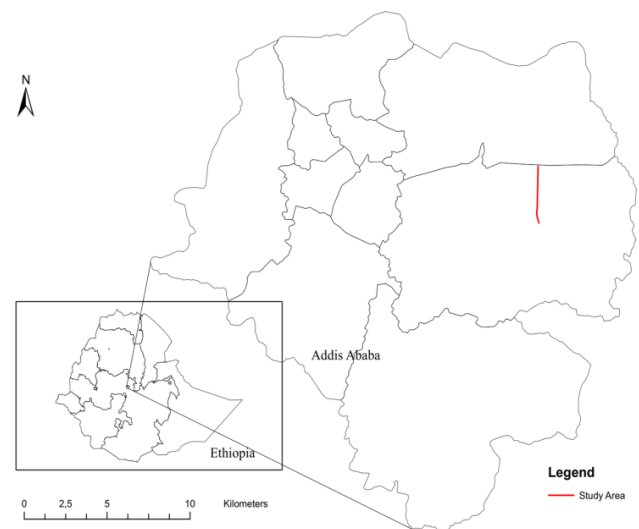 N
Addis Ababa
Ethiopia
Legend
Study Area
0 2,5 5 10 Kilometers